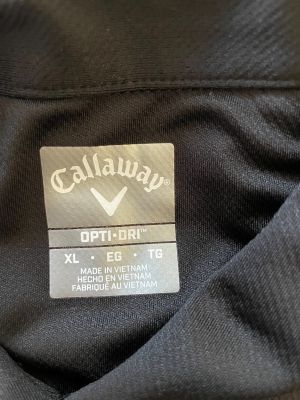 Callaway®
OPTI•DRI™
XL • EG • TG
MADE IN VIETNAM
HECHO EN VIETNAM
FABRIQUÉ AU VIETNAM